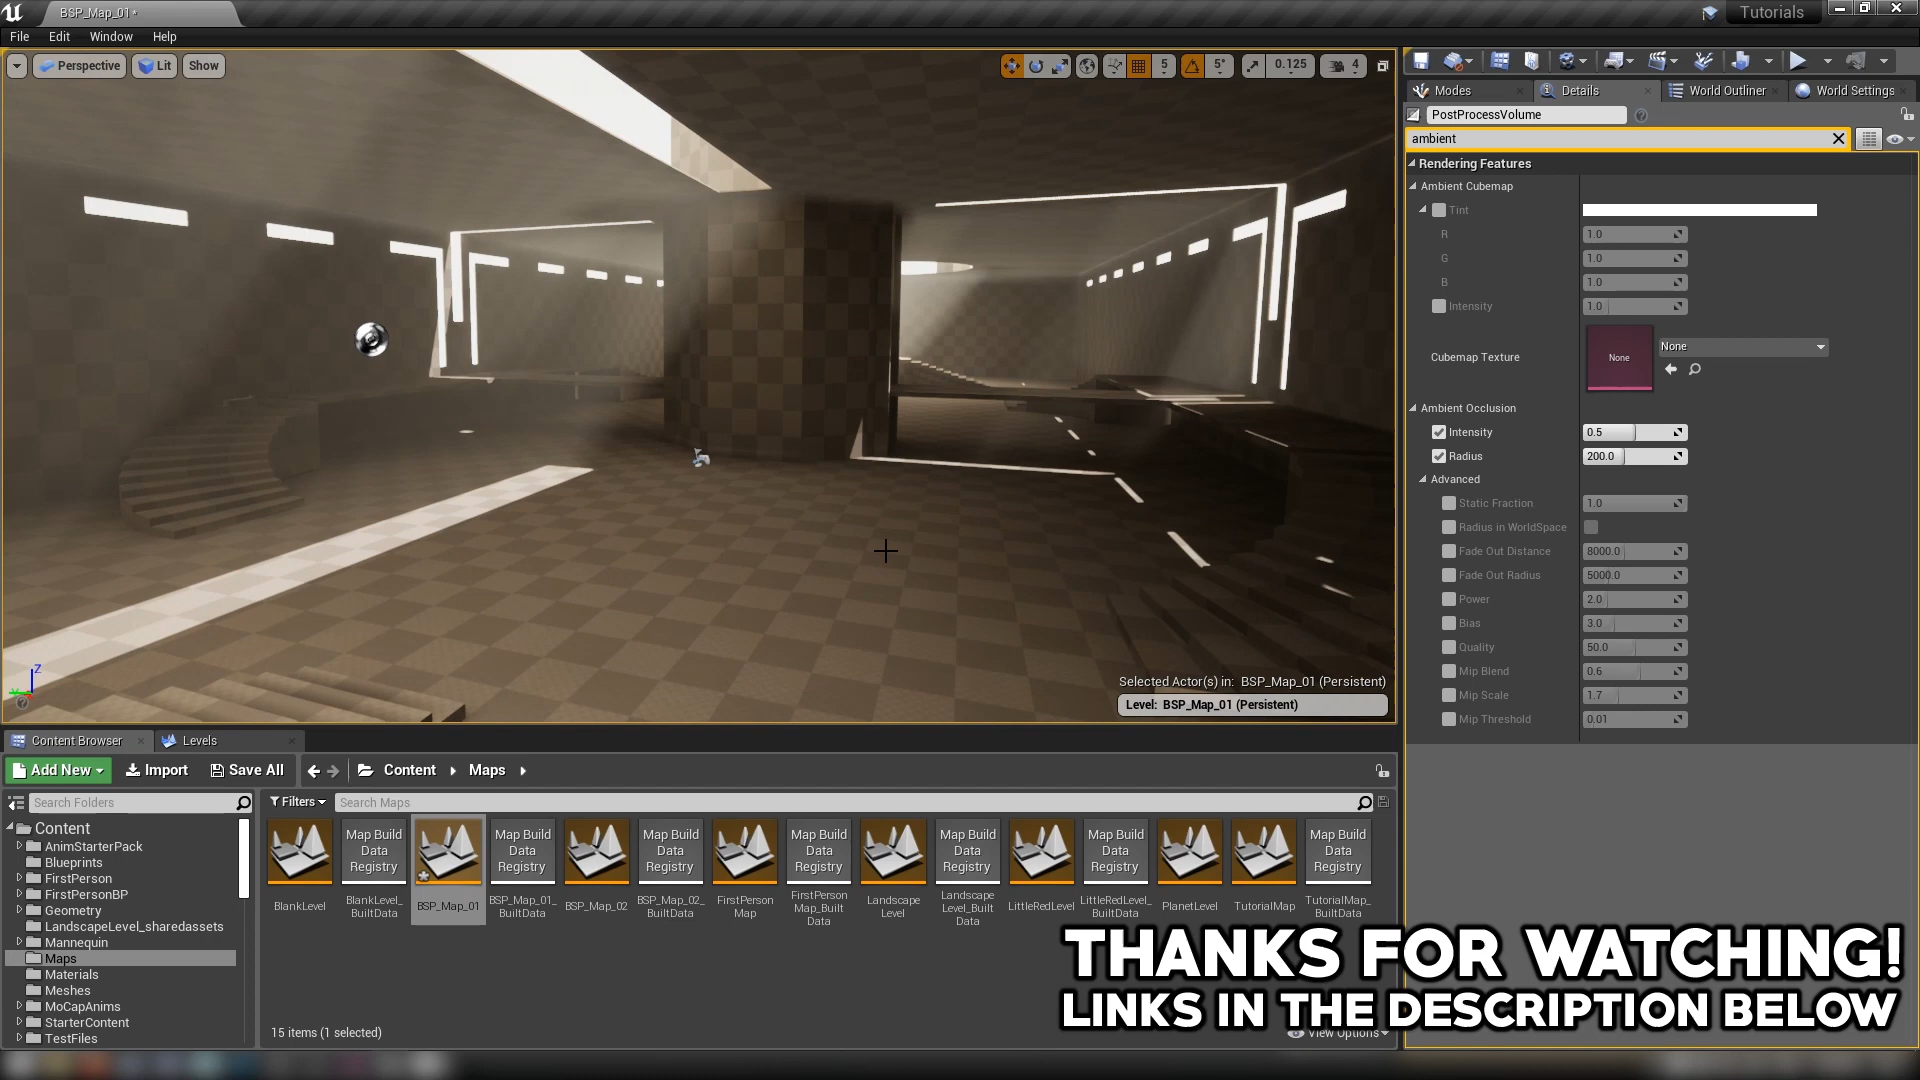 BSP_Map_01*
Tutorials
File Edit Window Help
Perspective Lit Show
5 5° 0.125 4
Modes Details World Outliner World Settings
PostProcessVolume
ambient
Rendering Features
Ambient Cubemap
Tint
R 1.0
G 1.0
B 1.0
Intensity 1.0
Cubemap Texture None None
Ambient Occlusion
Intensity 0.5
Radius 200.0
Advanced
Static Fraction 1.0
Radius in WorldSpace
Fade Out Distance 8000.0
Fade Out Radius 5000.0
Power 2.0
Bias 3.0
Quality 50.0
Mip Blend 0.6
Mip Scale 1.7
Mip Threshold 0.01
Z
Selected Actor(s) in: BSP_Map_01 (Persistent)
Level: BSP_Map_01 (Persistent)
Content Browser Levels
Add New Import Save All Content Maps
Search Folders
Filters Search Maps
Content
AnimStarterPack
Blueprints
FirstPerson
FirstPersonBP
Geometry
LandscapeLevel_sharedassets
Mannequin
Maps
Materials
Meshes
MoCapAnims
StarterContent
TestFiles
Map Build Data Registry
Map Build Data Registry
Map Build Data Registry
Map Build Data Registry
Map Build Data Registry
Map Build Data Registry
Map Build Data Registry
BlankLevel
BlankLevel_BuiltData
BSP_Map_01
BSP_Map_01_BuiltData
BSP_Map_02
BSP_Map_02_BuiltData
FirstPerson Map
FirstPerson Map_Built Data
Landscape Level
Landscape Level_Built Data
LittleRedLevel
LittleRedLevel_BuiltData
PlanetLevel
TutorialMap
TutorialMap_BuiltData
15 items (1 selected)
View Options
THANKS FOR WATCHING!
LINKS IN THE DESCRIPTION BELOW